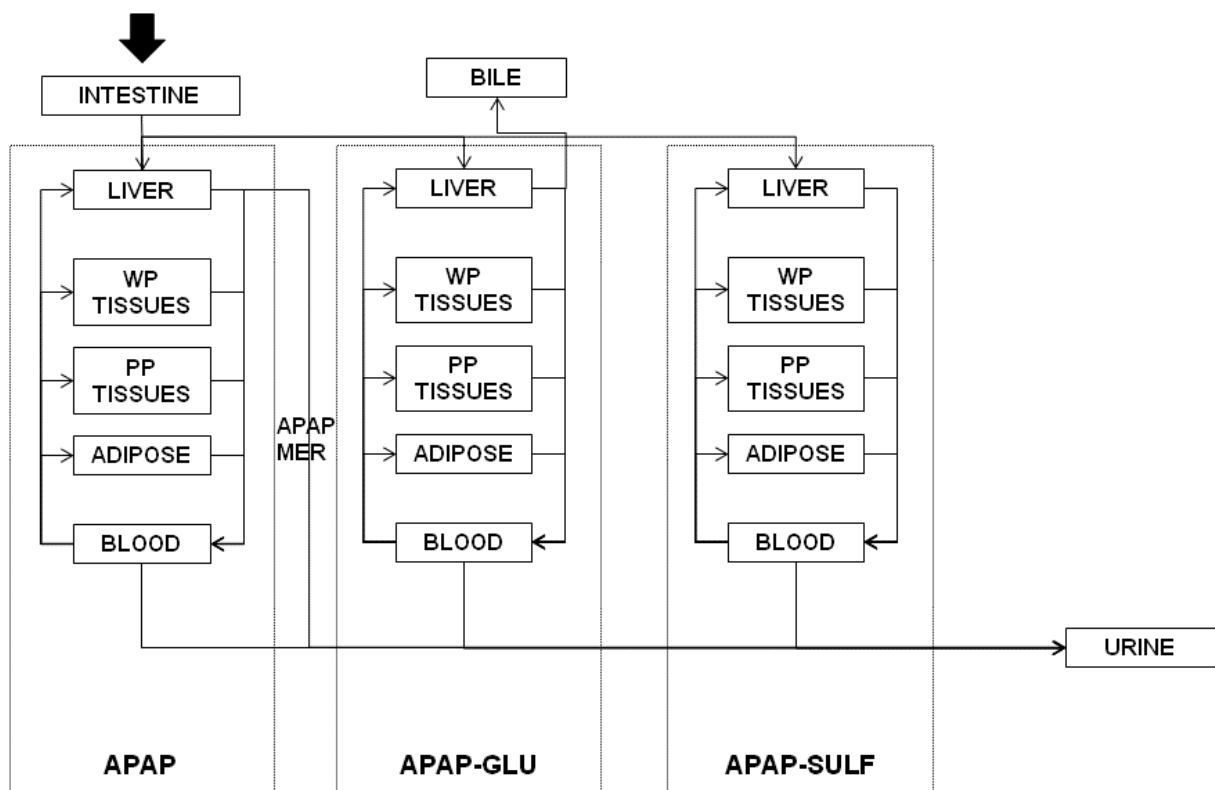 INTESTINE
BILE
LIVER
WP
TISSUES
PP
TISSUES
ADIPOSE
BLOOD
APAP
APAP
MER
LIVER
WP
TISSUES
PP
TISSUES
ADIPOSE
BLOOD
APAP-GLU
LIVER
WP
TISSUES
PP
TISSUES
ADIPOSE
BLOOD
APAP-SULF
URINE